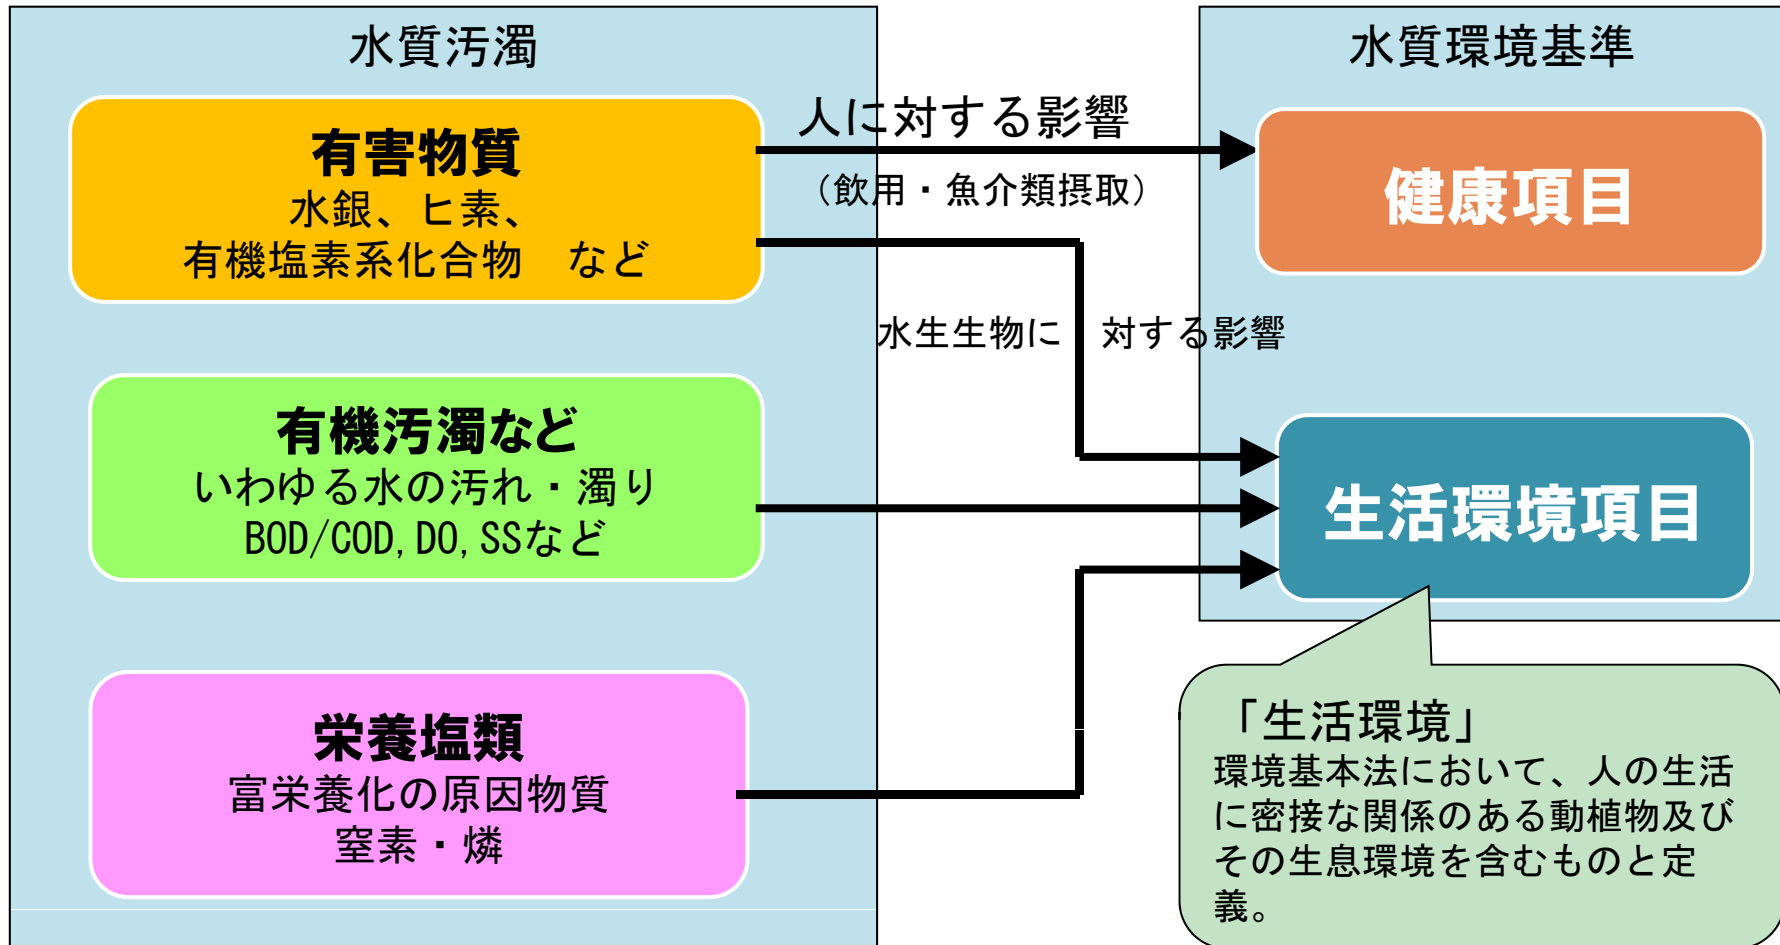 水質汚濁
有害物質
水銀、ヒ素、
有機塩素系化合物　など
有機汚濁など
いわゆる水の汚れ・濁り
BOD/COD,DO,SSなど
栄養塩類
富栄養化の原因物質
窒素・燐
人に対する影響
（飲用・魚介類摂取）
水生生物に　対する影響
水質環境基準
健康項目
生活環境項目
「生活環境」
環境基本法において、人の生活
に密接な関係のある動植物及び
その生息環境を含むものと定
義。